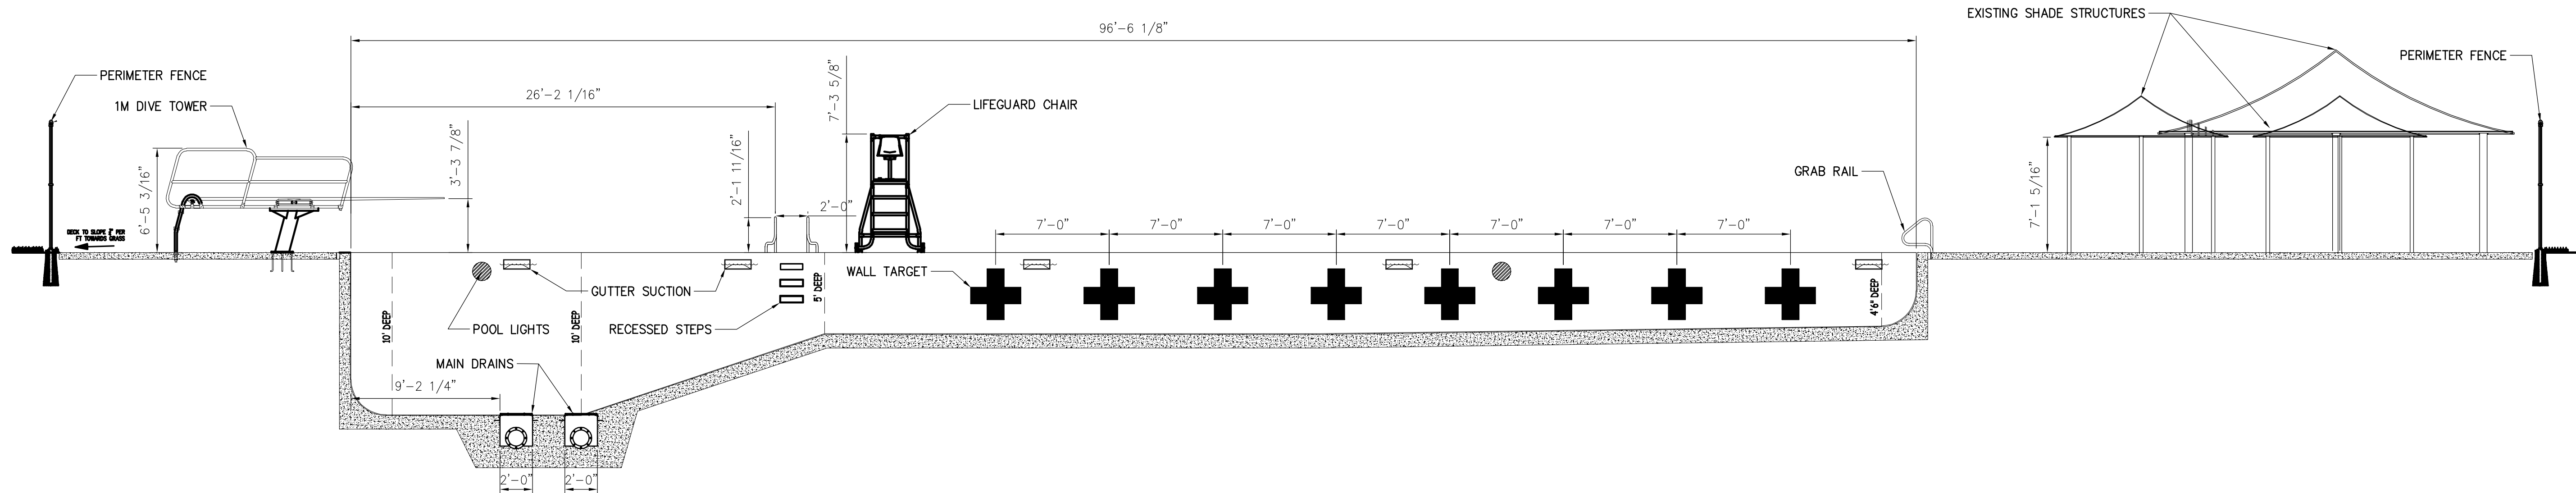 EXISTING SHADE STRUCTURES
96'-6 1/8"
PERIMETER FENCE
PERIMETER FENCE
1M DIVE TOWER
26'-2 1/16"
7'-3 5/8"
LIFEGUARD CHAIR
3'-3 7/8"
6'-5 3/16"
2'-1 11/16"
2'-0"
GRAB RAIL
7'-1 5/16"
7'-0"
7'-0"
7'-0"
7'-0"
7'-0"
7'-0"
7'-0"
DECK TO SLOPE
PER
FT TOWARDS GRASS
WALL TARGET
GUTTER SUCTION
5' DEEP
4'6" DEEP
10' DEEP
10' DEEP
POOL LIGHTS
RECESSED STEPS
MAIN DRAINS
9'-2 1/4"
2'-0"
2'-0"